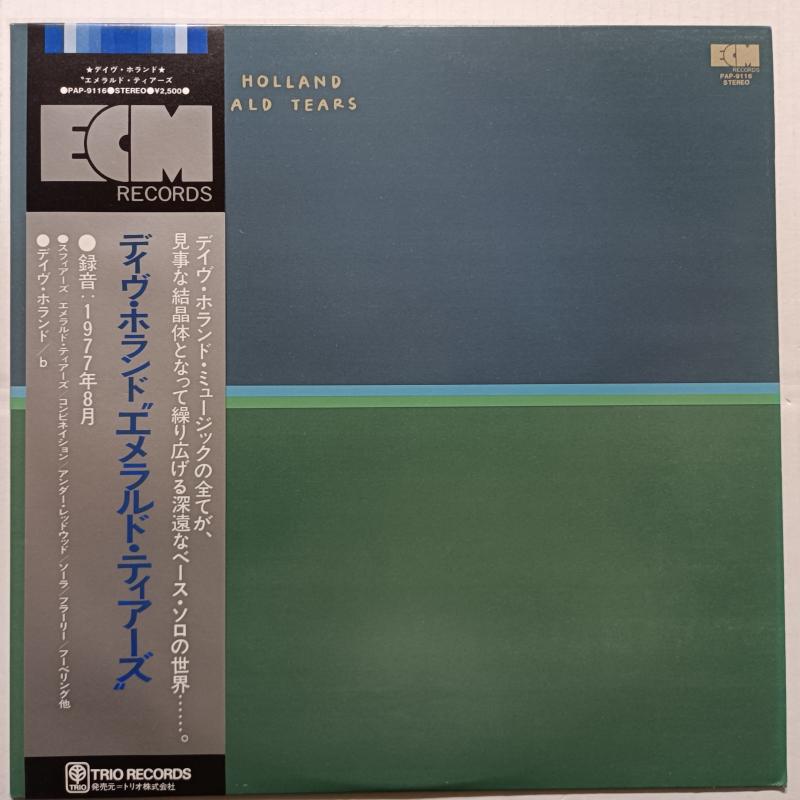 ★デイヴ・ホランド★
〝エメラルド・ティアーズ
●PAP-9116●STEREO●¥2,500●
ECM
RECORDS
HOLLAND
ALD TEARS
ECM
RECORDS
PAP-9116
STEREO
デイヴ・ホランド・ミュージックの全てが、
見事な結晶体となって繰り広げる深遠なベース・ソロの世界……。
デイヴ・ホランド〝エメラルド・ティアーズ〟
●録音：1977年8月
●スフィアーズ エメラルド・ティアーズ コンビネイション/アンダー・レッドウッド/ソーラ/フラーリー/フーベリング他
●デイヴ・ホランド/b
TRIO
TRIO RECORDS
発売元＝トリオ株式会社